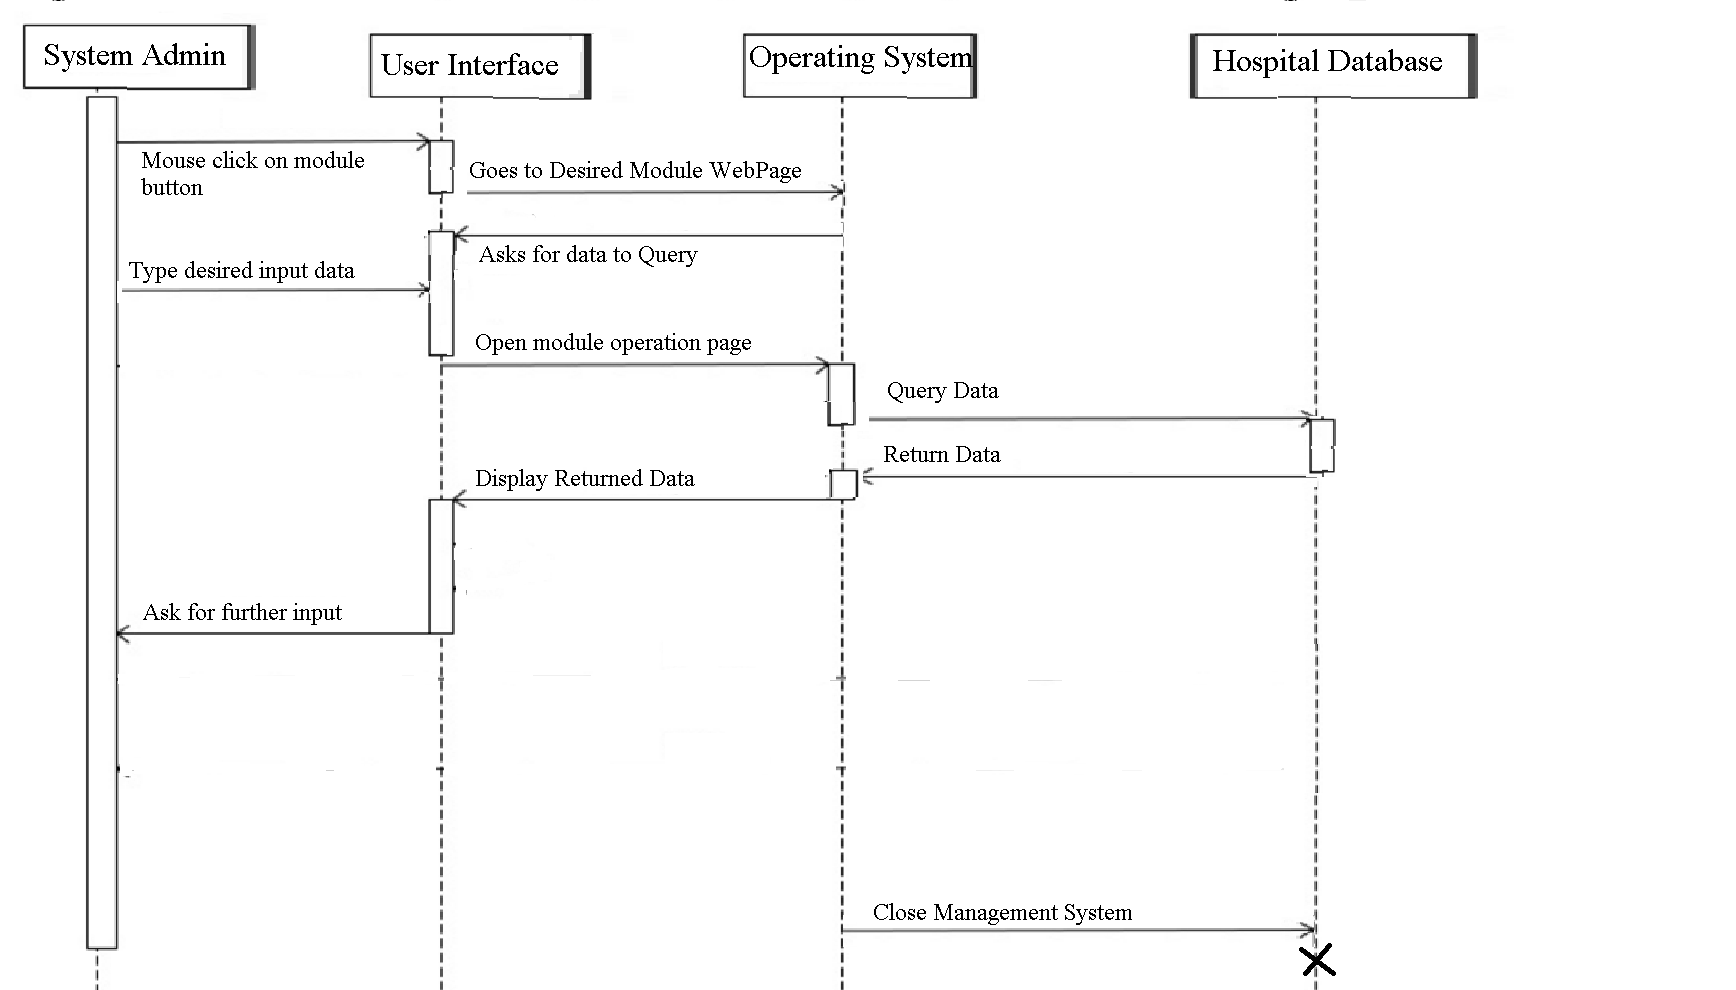 System Admin
User Interface
Operating System
Hospital Database
Mouse click on module
button
Goes to Desired Module WebPage
Asks for data to Query
Type desired input data
Open module operation page
Query Data
Return Data
Display Returned Data
Ask for further input
Close Management System